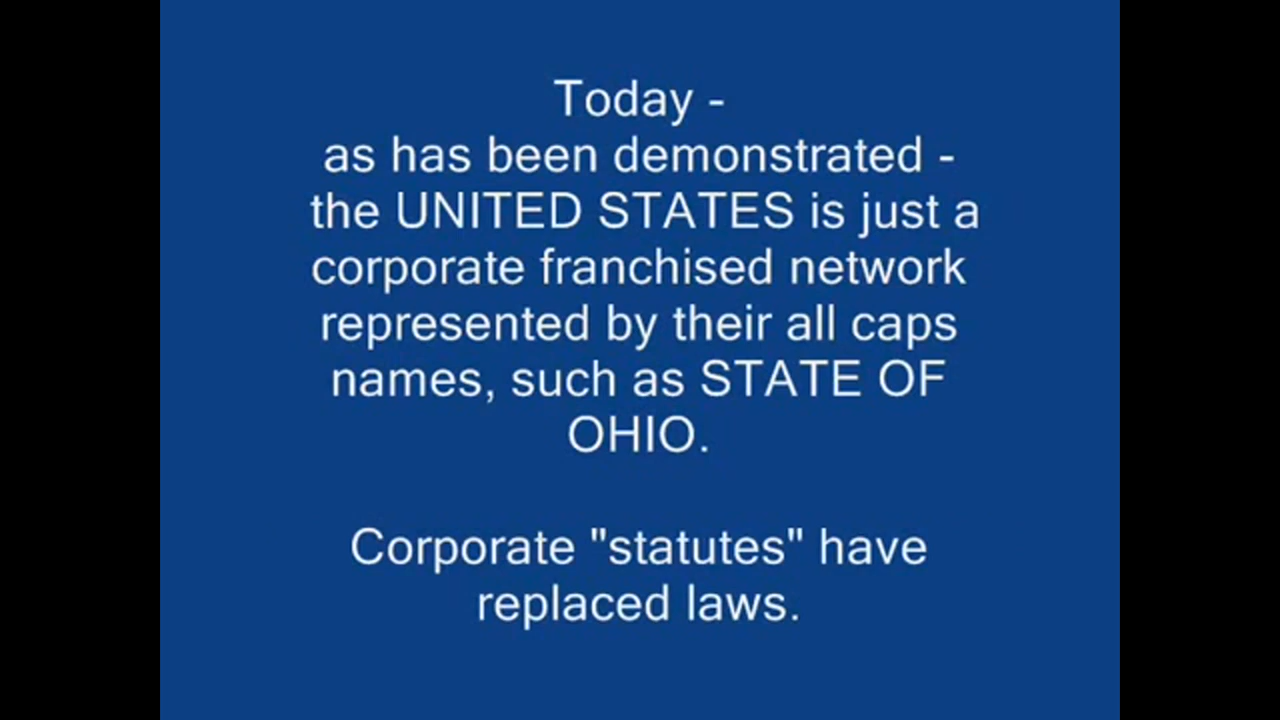 Today -
as has been demonstrated -
the UNITED STATES is just a
corporate franchised network
represented by their all caps
names, such as STATE OF
OHIO.
Corporate "statutes" have
replaced laws.